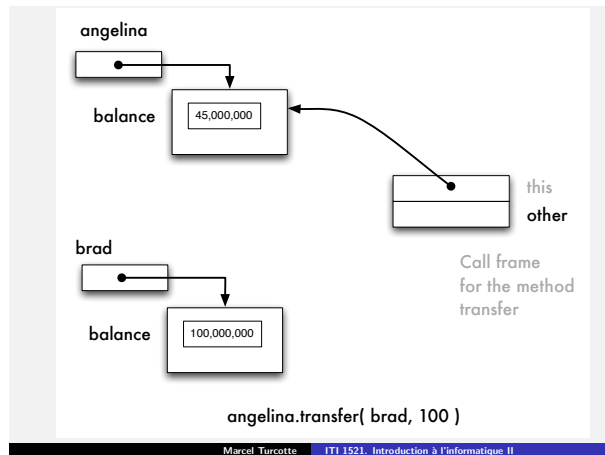 angelina
balance
45,000,000
this
other
brad
Call frame
for the method
transfer
balance
100,000,000
angelina.transfer( brad, 100 )
Marcel Turcotte ITI 1521. Introduction à l'informatique II